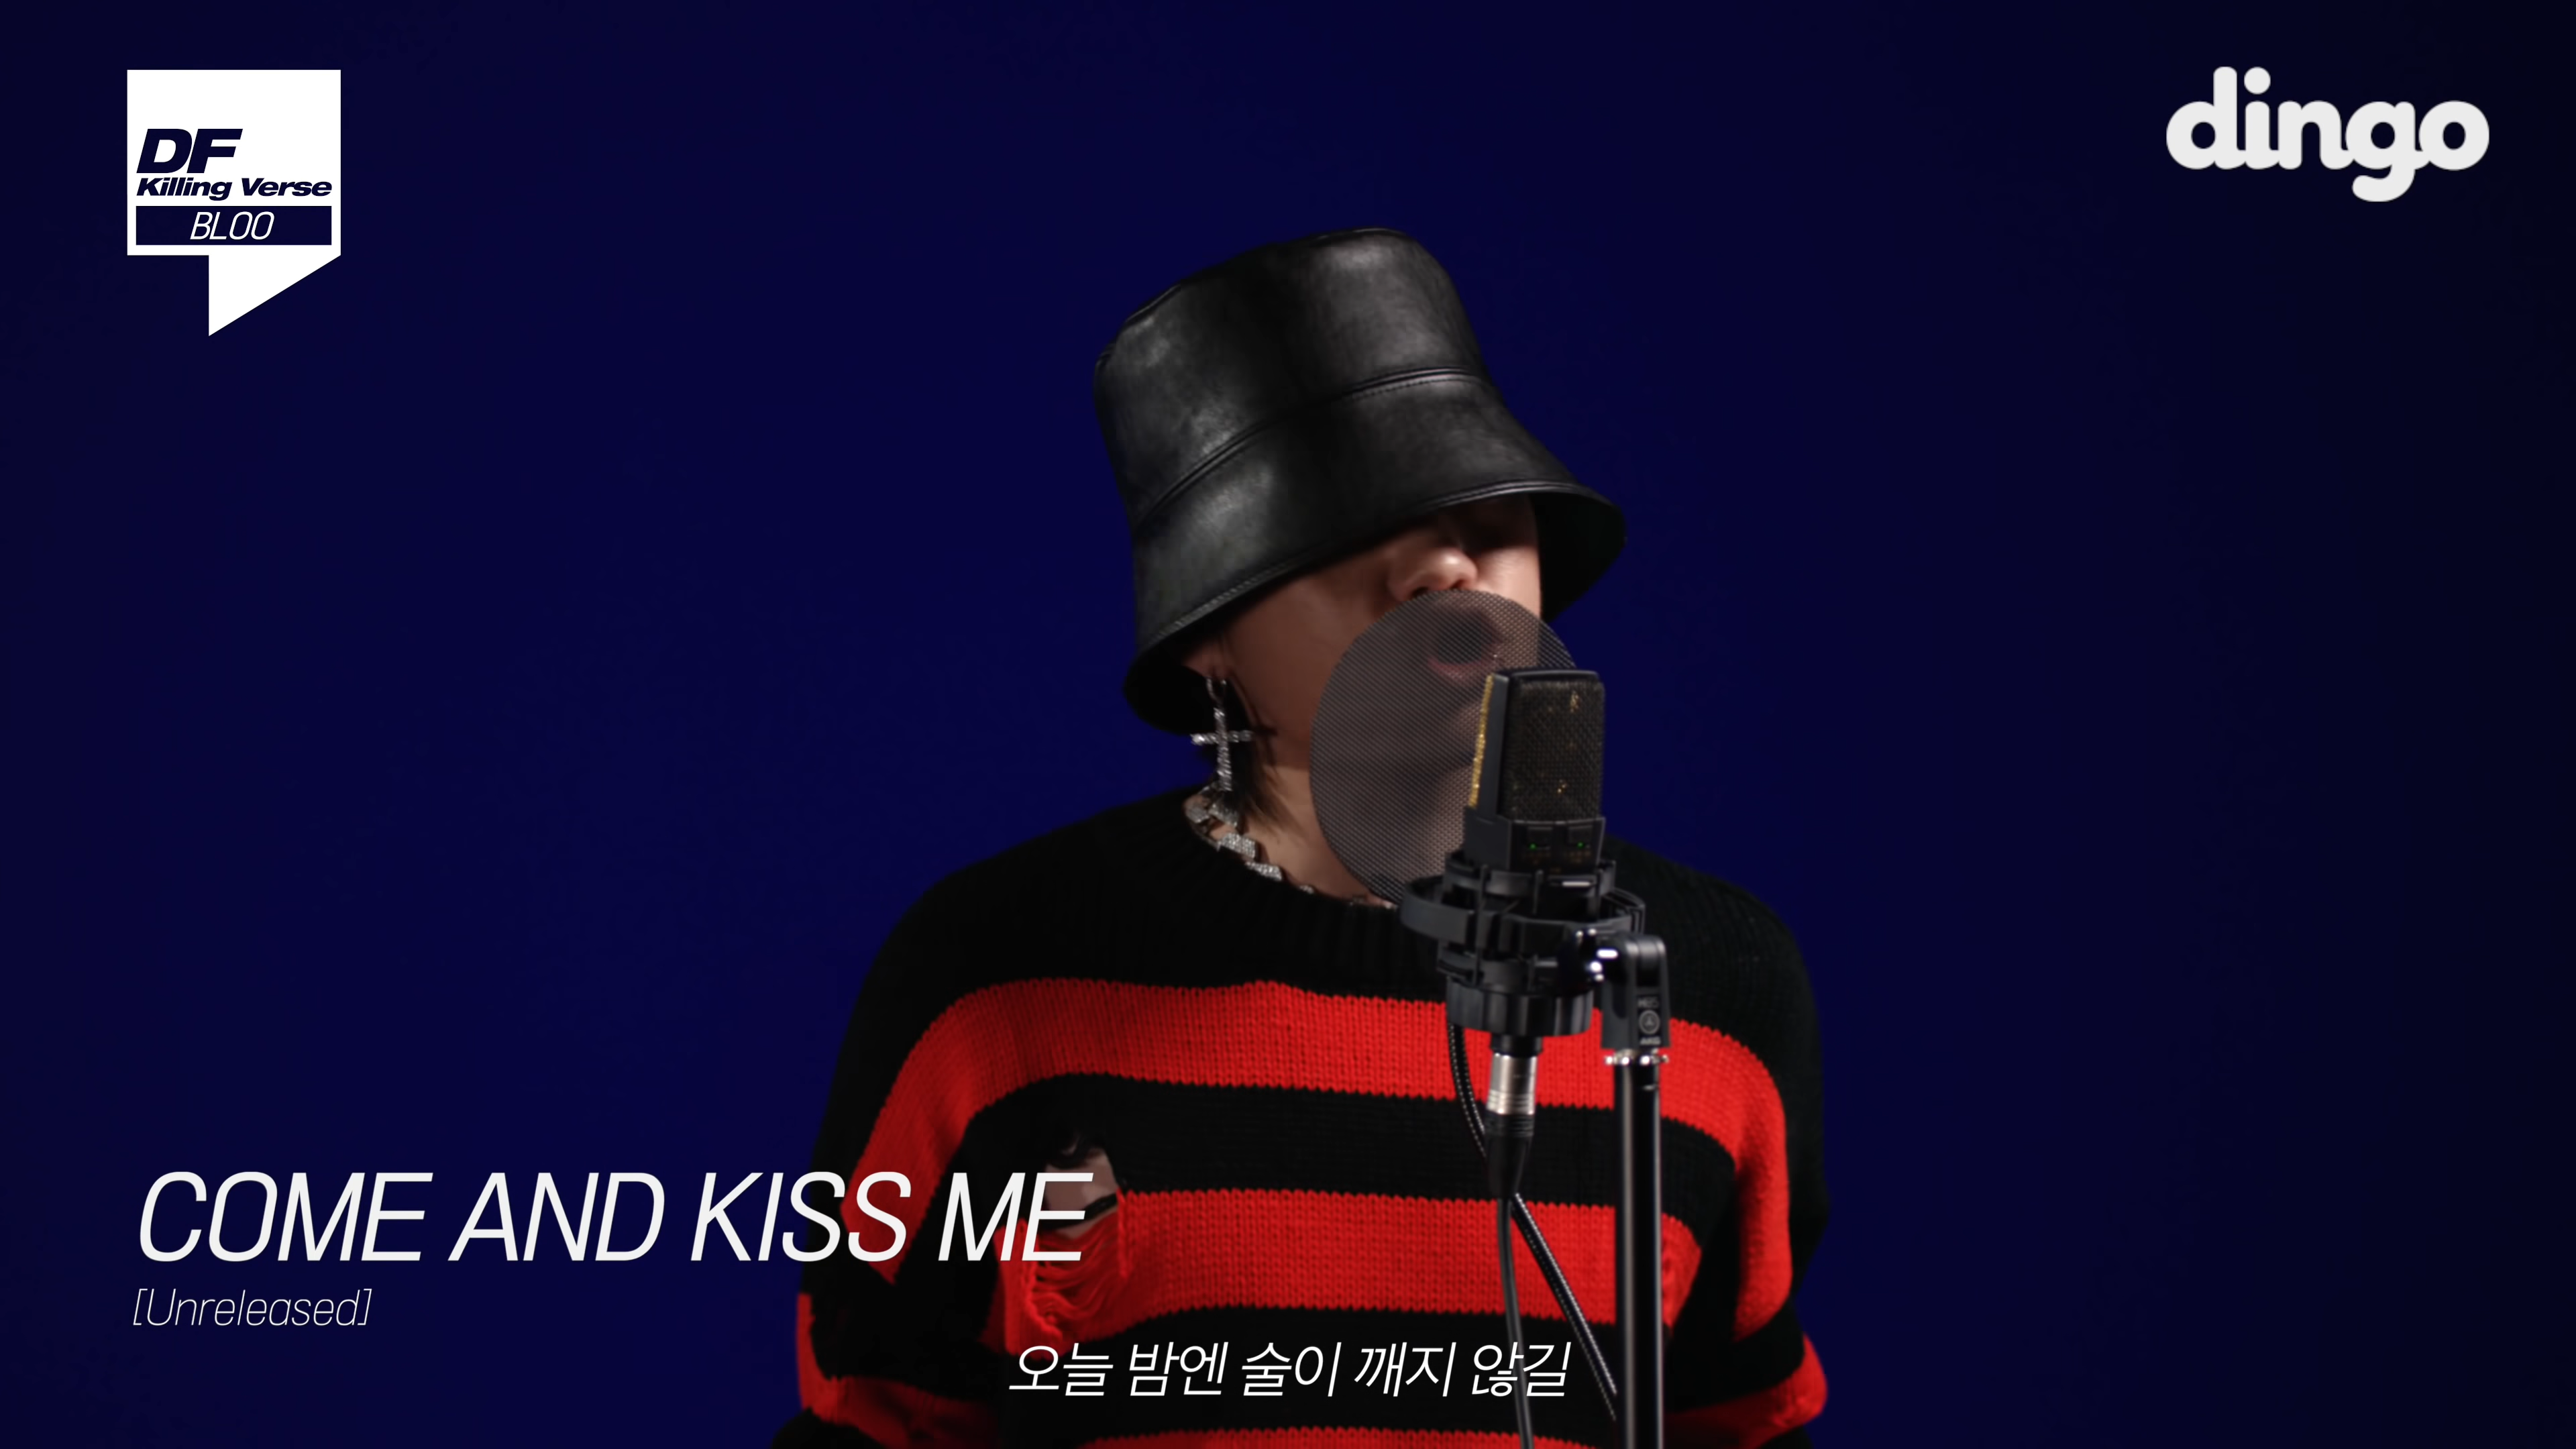 DF
Killing Verse
BLOO
dingo
COME AND KISS ME
[Unreleased]
오늘 밤엔 술이 깨지 않길